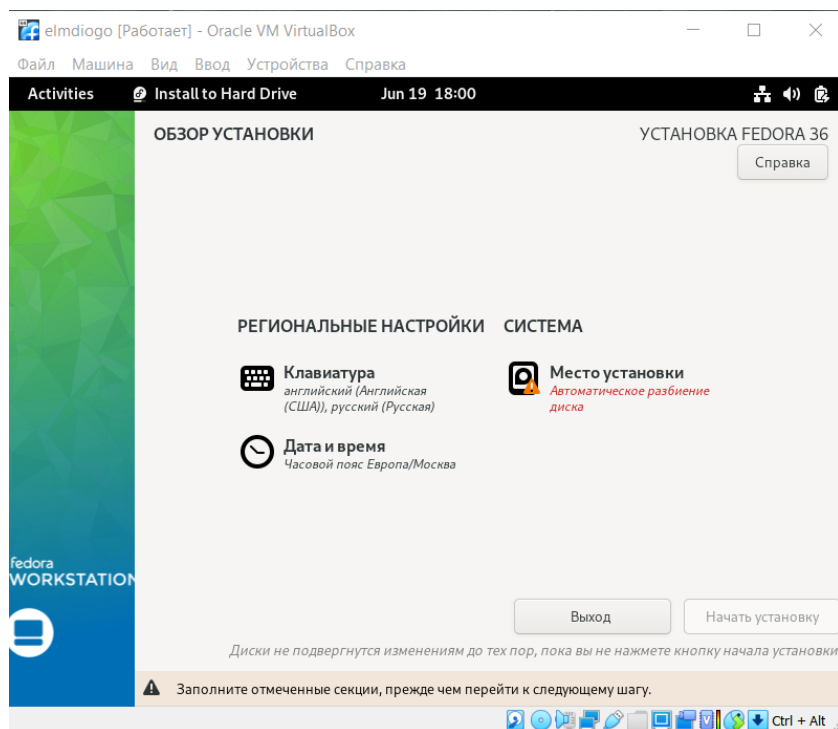 elmdiogo [Работает] - Oracle VM VirtualBox
Файл Машина Вид Ввод Устройства Справка
Activities Install to Hard Drive Jun 19 18:00
ОБЗОР УСТАНОВКИ
УСТАНОВКА FEDORA 36
Справка
РЕГИОНАЛЬНЫЕ НАСТРОЙКИ
Клавиатура
английский (Английская
(США)), русский (Русская)
Дата и время
Часовой пояс Европа/Москва
СИСТЕМА
Место установки
Автоматическое разбиение
диска
fedora
WORKSTATION
Выход
Начать установку
Диски не подвергнутся изменениям до тех пор, пока вы не нажмете кнопку начала установки
Заполните отмеченные секции, прежде чем перейти к следующему шагу.
Ctrl + Alt